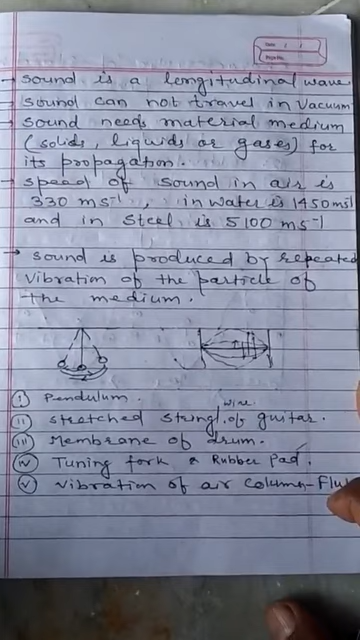 Date / /
→ Sound is a longitudinal wave
→ Sound can not travel in Vacuum
→ Sound needs material medium
(solids, liquids or gases) for
its propagation.
→ Speed of sound in air is
330 ms⁻¹, in water is 1450 ms⁻¹
and in steel is 5100 ms⁻¹
→ Sound is produced by repeated
Vibration of the particle of
the medium.
(i) Pendulum.
wire
(ii) Stretched string/ of guitar.
(iii) Membrane of drum.
(iv) Tuning fork & Rubber Pad.
(v) Vibration of air column -